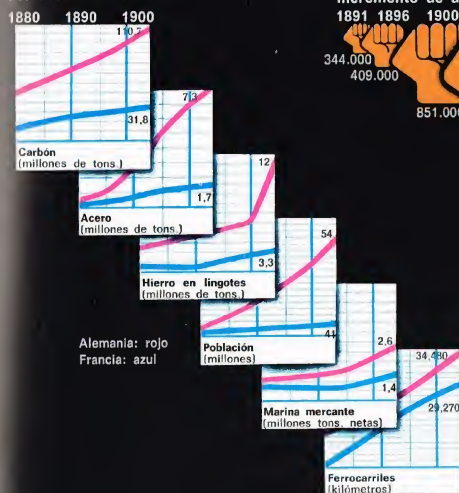 1880 1890 1900
1891 1896 1900
344.000
409.000
110,7
31,8
Carbón
(millones de tons.)
7,3
1,7
Acero
(millones de tons.)
12
3,3
Hierro en lingotes
(millones de tons.)
54
41
Población
(millones)
Alemania: rojo
Francia: azul
2,6
1,4
Marina mercante
(millones tons. netas)
34,480
29,270
Ferrocarriles
(kilómetros)